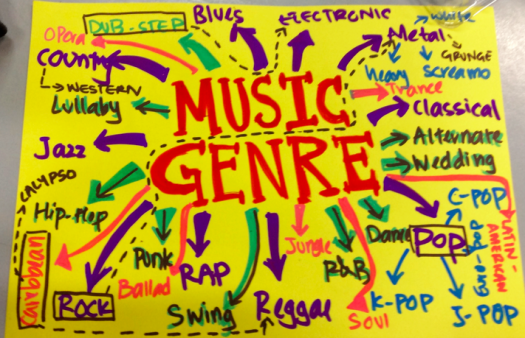 Blues
ELECTRONIC
White
DUB-STEP
OPERA
Metal
GRUNGE
Country
heavy
screamo
WESTERN
Trance
Lullaby
MUSIC
Classical
Alternate
Jazz
GENRE
Wedding
CALYPSO
C-POP
Hip-Hop
Punk
Jungle
Dance
POP
LATIN-
AMERICAN
EURO-POP
Caribbean
Ballad
RAP
R&B
ROCK
Swing
Reggae
Soul
K-POP
J-POP